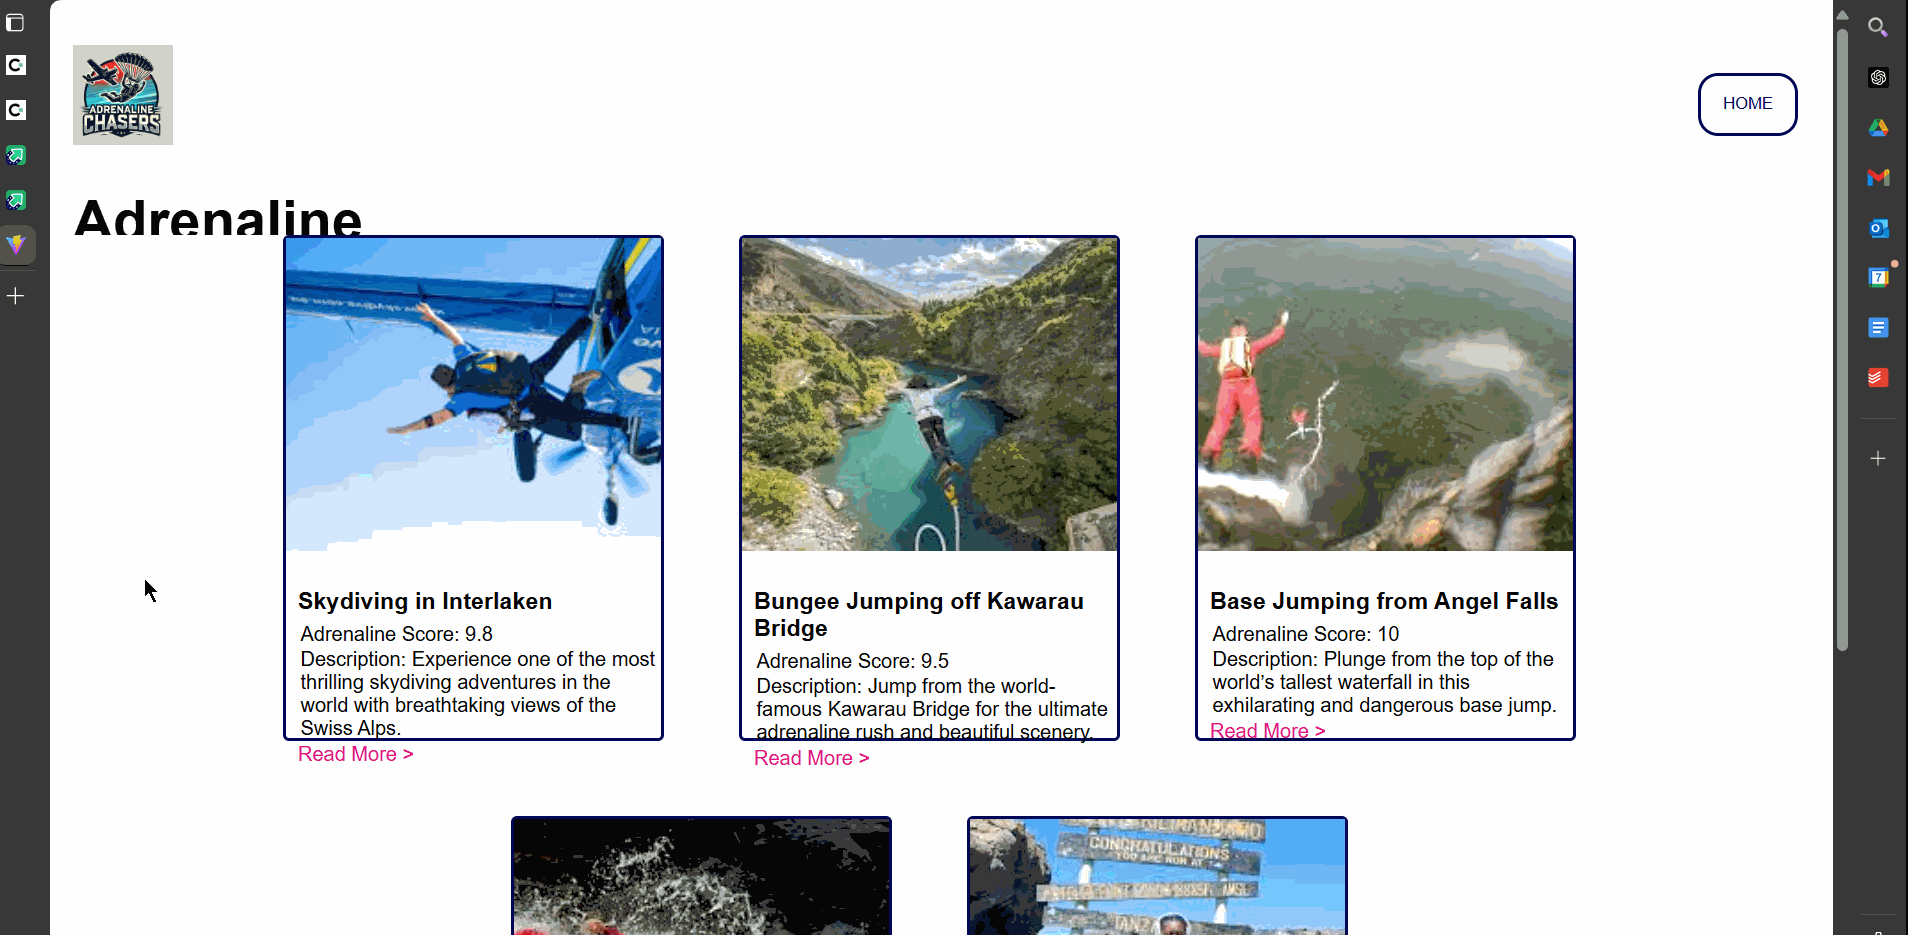 ADRENALINE
CHASERS
HOME
Adrenaline
Skydiving in Interlaken
Adrenaline Score: 9.8
Description: Experience one of the most
thrilling skydiving adventures in the
world with breathtaking views of the
Swiss Alps.
Read More >
Bungee Jumping off Kawarau
Bridge
Adrenaline Score: 9.5
Description: Jump from the world-
famous Kawarau Bridge for the ultimate
adrenaline rush and beautiful scenery.
Read More >
Base Jumping from Angel Falls
Adrenaline Score: 10
Description: Plunge from the top of the
world’s tallest waterfall in this
exhilarating and dangerous base jump.
Read More >
CONGRATULATIONS
YOU ARE NOW AT
7